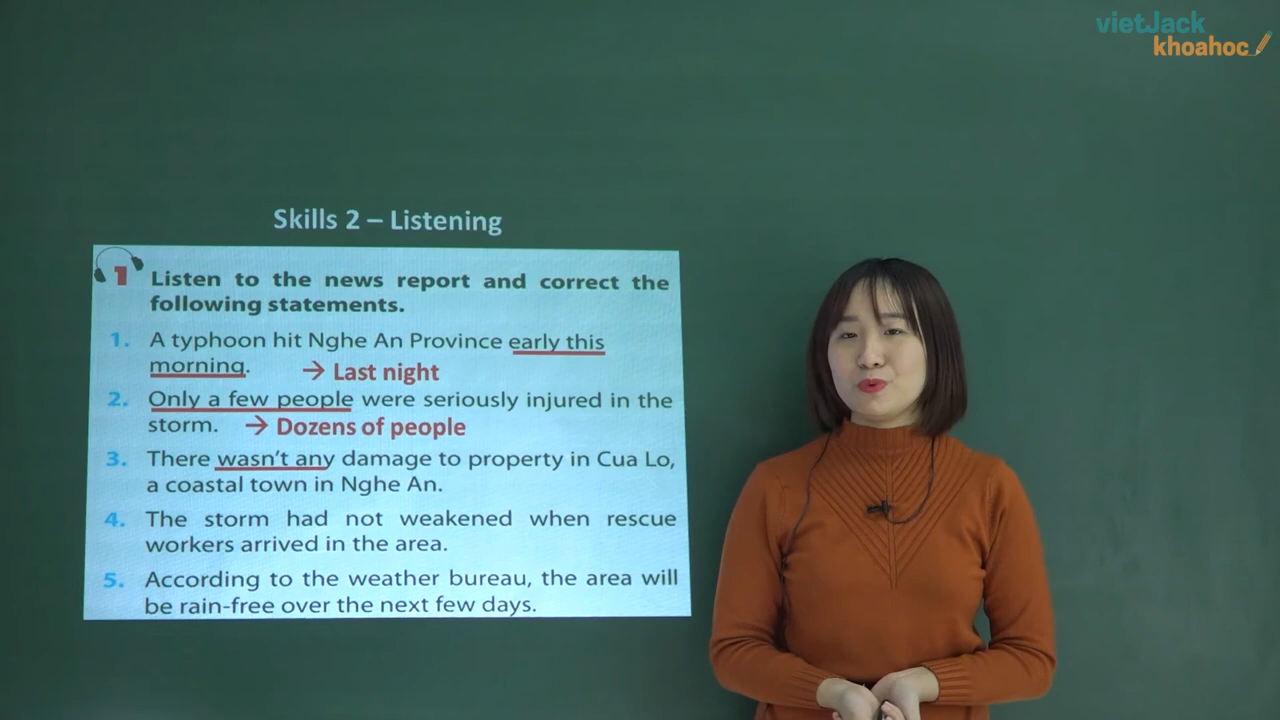 vietJack
khoahoc
Skills 2 – Listening
1 Listen to the news report and correct the
following statements.
1. A typhoon hit Nghe An Province early this
morning. → Last night
2. Only a few people were seriously injured in the
storm. → Dozens of people
3. There wasn't any damage to property in Cua Lo,
a coastal town in Nghe An.
4. The storm had not weakened when rescue
workers arrived in the area.
5. According to the weather bureau, the area will
be rain-free over the next few days.